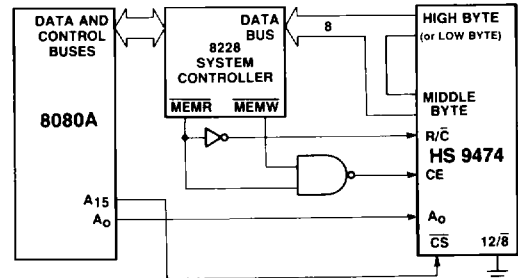 DATA AND
CONTROL
BUSES
8080A
A15
A0
DATA
BUS
8228
SYSTEM
CONTROLLER
MEMR MEMW
8
HIGH BYTE
(or LOW BYTE)
MIDDLE
BYTE
R/C̅
HS 9474
CE
A0
C̅S̅ 12/8̅